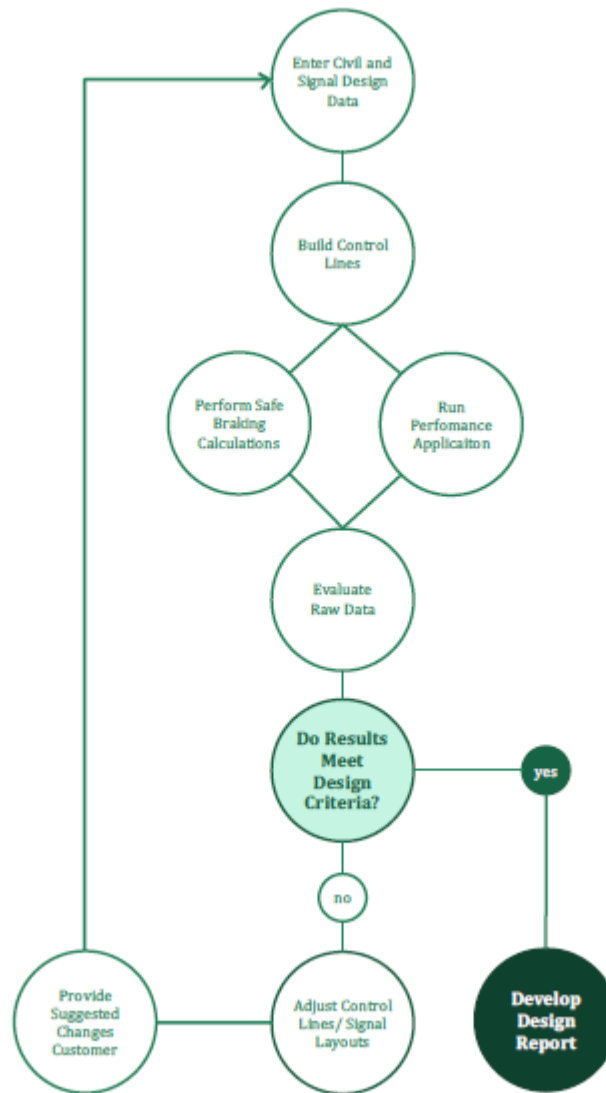 Enter Civil and
Signal Design
Data
Build Control
Lines
Perform Safe
Braking
Calculations
Run
Perfomance
Applicaiton
Evaluate
Raw Data
Do Results
Meet
Design
Criteria?
yes
no
Provide
Suggested
Changes
Customer
Adjust Control
Lines/ Signal
Layouts
Develop
Design
Report